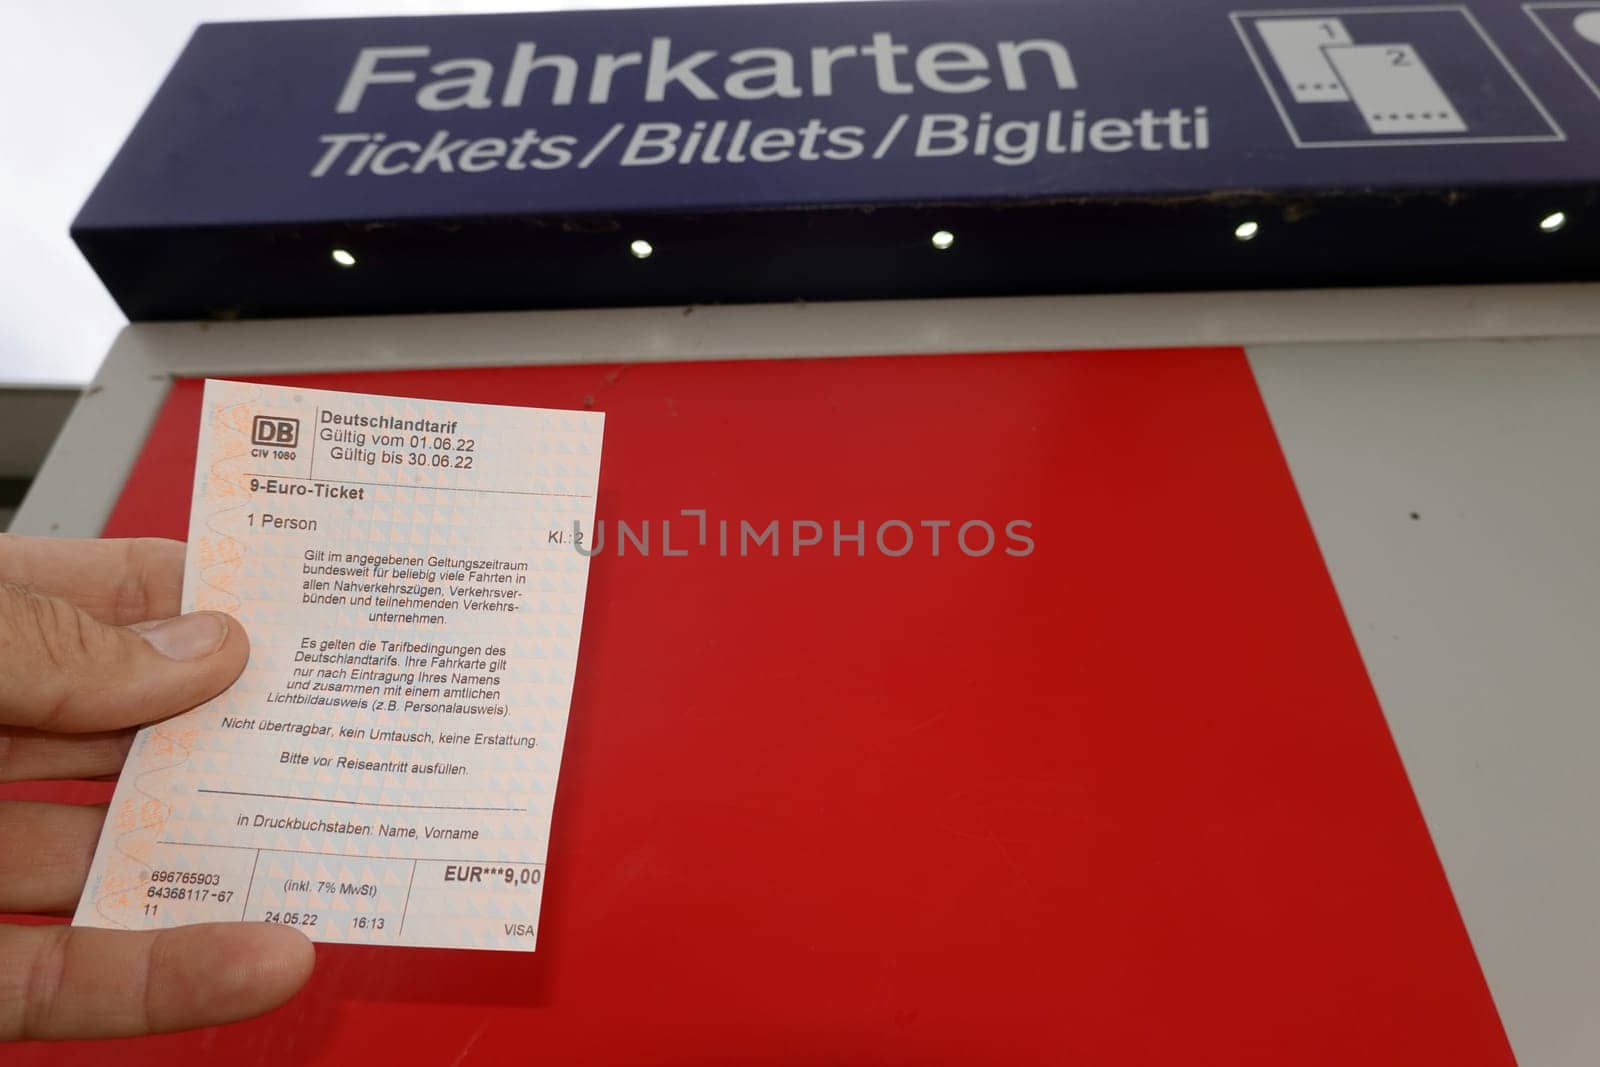 Fahrkarten
Tickets/Billets/Biglietti
1
2
DB
CIV 1080
Deutschlandtarif
Gültig vom 01.06.22
Gültig bis 30.06.22
9-Euro-Ticket
1 Person
Kl.: 2
Gilt im angegebenen Geltungszeitraum
bundesweit für beliebig viele Fahrten in
allen Nahverkehrszügen, Verkehrsver-
bünden und teilnehmenden Verkehrs-
unternehmen.
Es gelten die Tarifbedingungen des
Deutschlandtarifs. Ihre Fahrkarte gilt
nur nach Eintragung Ihres Namens
und zusammen mit einem amtlichen
Lichtbildausweis (z.B. Personalausweis).
Nicht übertragbar, kein Umtausch, keine Erstattung.
Bitte vor Reiseantritt ausfüllen.
in Druckbuchstaben: Name, Vorname
696765903
64368117-67
11
(inkl. 7% MwSt)
24.05.22 16:13
EUR***9,00
VISA
UNLIMPHOTOS